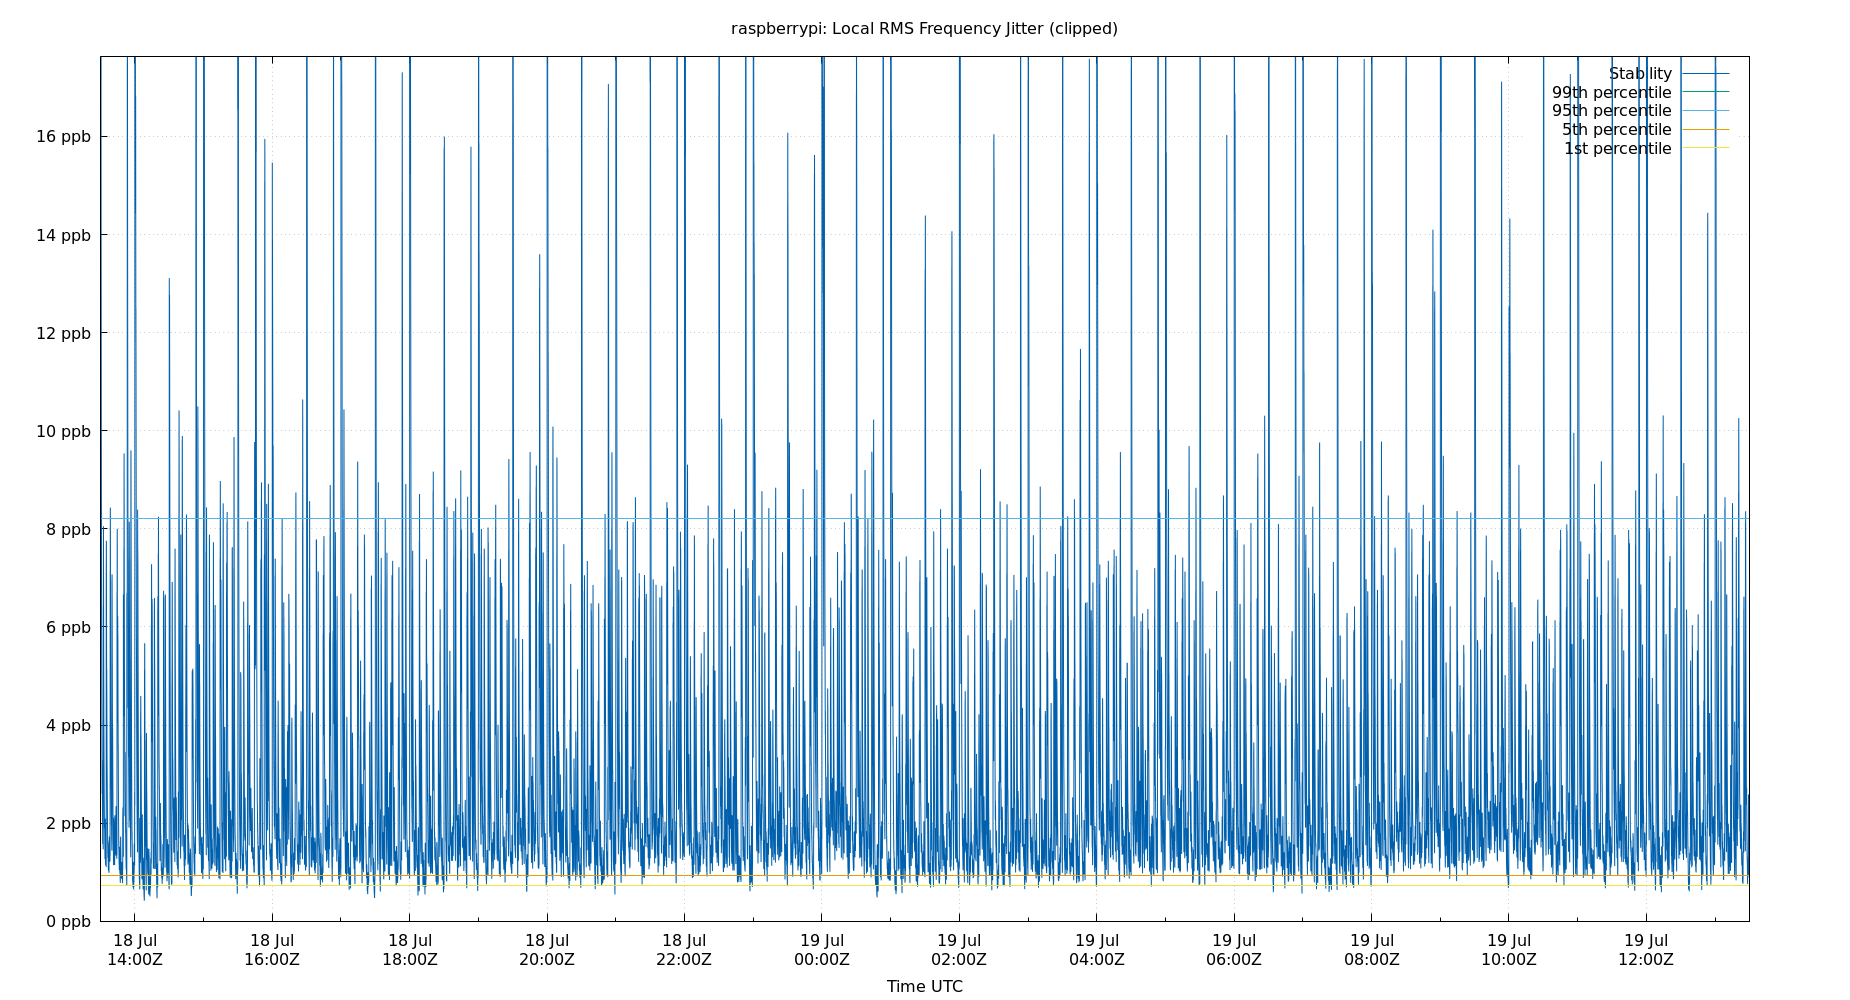 raspberrypi: Local RMS Frequency Jitter (clipped)
Stability
99th percentile
95th percentile
5th percentile
1st percentile
16 ppb
14 ppb
12 ppb
10 ppb
8 ppb
6 ppb
4 ppb
2 ppb
0 ppb
18 Jul 18 Jul 18 Jul 18 Jul 18 Jul 19 Jul 19 Jul 19 Jul 19 Jul 19 Jul 19 Jul 19 Jul
14:00Z 16:00Z 18:00Z 20:00Z 22:00Z 00:00Z 02:00Z 04:00Z 06:00Z 08:00Z 10:00Z 12:00Z
Time UTC